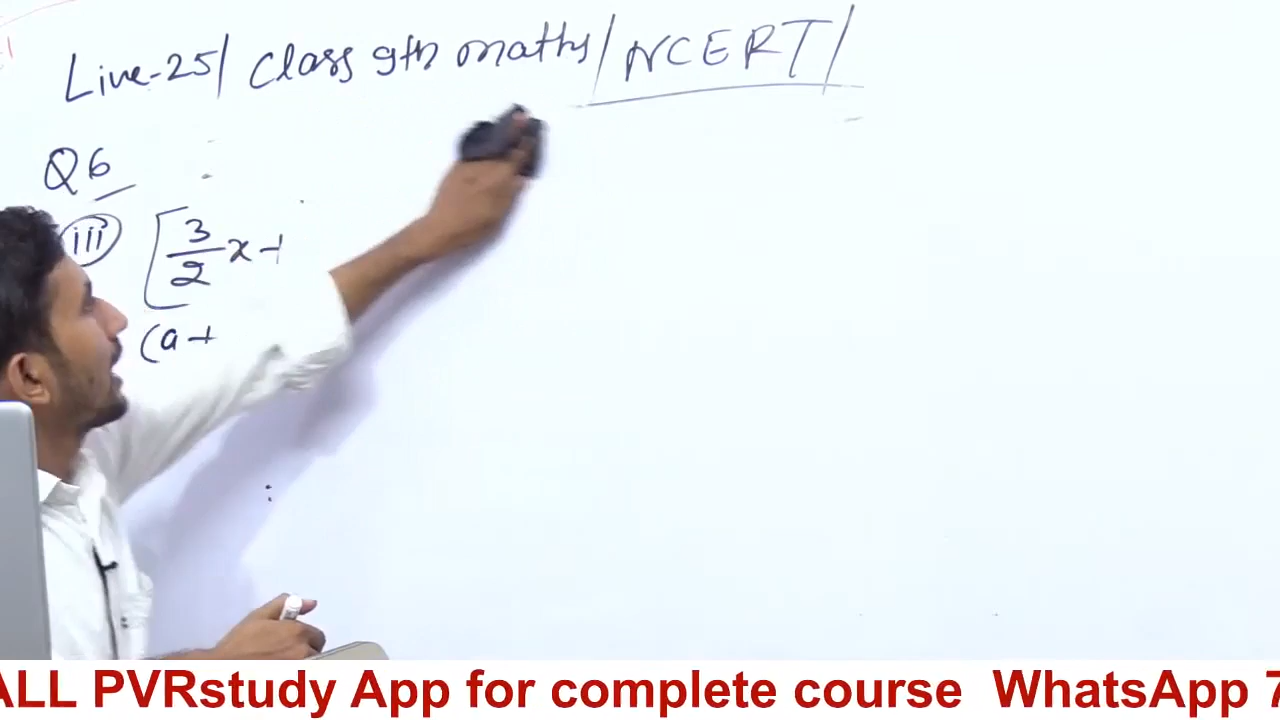 Live-25/ Class 9th maths/NCERT/
Q6
iii [3/2 x +
(a +
ALL PVRstudy App for complete course WhatsApp 7